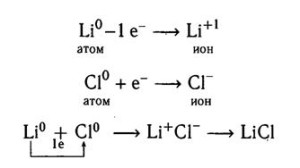 Li⁰ – 1 e⁻ ⟶ Li⁺¹
атом ион
Cl⁰ + e⁻ ⟶ Cl⁻
атом ион
Li⁰ + Cl⁰ ⟶ Li⁺Cl⁻ ⟶ LiCl
1e